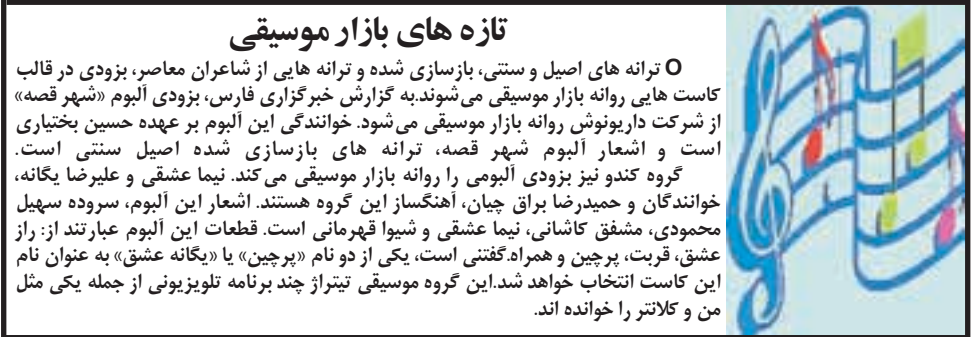 تازه های بازار موسیقی
O ترانه های اصیل و سنتی، بازسازی شده و ترانه هایی از شاعران معاصر، بزودی در قالب
کاست هایی روانه بازار موسیقی می‌شوند.به گزارش خبرگزاری فارس، بزودی آلبوم «شهر قصه»
از شرکت داریونوش روانه بازار موسیقی می‌شود. خوانندگی این آلبوم بر عهده حسین بختیاری
است و اشعار آلبوم شهر قصه، ترانه های بازسازی شده اصیل سنتی است.
گروه کندو نیز بزودی آلبومی را روانه بازار موسیقی می‌کند. نیما عشقی و علیرضا یگانه،
خوانندگان و حمیدرضا براق چیان، آهنگساز این گروه هستند. اشعار این آلبوم، سروده سهیل
محمودی، مشفق کاشانی، نیما عشقی و شیوا قهرمانی است. قطعات این آلبوم عبارتند از: راز
عشق، قربت، پرچین و همراه.گفتنی است، یکی از دو نام «پرچین» یا «یگانه عشق» به عنوان نام
این کاست انتخاب خواهد شد.این گروه موسیقی تیتراژ چند برنامه تلویزیونی از جمله یکی مثل
من و کلانتر را خوانده اند.